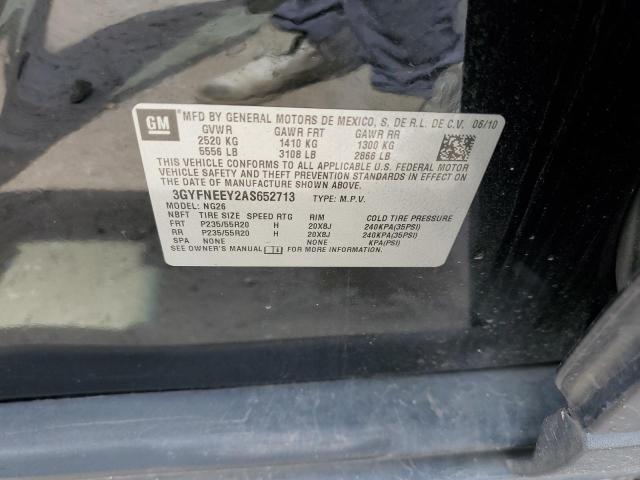 GM MFD BY GENERAL MOTORS DE MEXICO, S. DE R.L. DE C.V. 06/10
GVWR GAWR FRT GAWR RR
2520 KG 1410 KG 1300 KG
5556 LB 3108 LB 2866 LB
THIS VEHICLE CONFORMS TO ALL APPLICABLE U.S. FEDERAL MOTOR
VEHICLE SAFETY, BUMPER, AND THEFT PREVENTION STANDARDS IN
EFFECT ON THE DATE OF MANUFACTURE SHOWN ABOVE.
3GYFNEEY2AS652713 TYPE: M.P.V.
MODEL: NG26
NBFT TIRE SIZE SPEED RTG RIM COLD TIRE PRESSURE
FRT P235/55R20 H 20X8J 240KPA(35PSI)
RR P235/55R20 H 20X8J 240KPA(35PSI)
SPA NONE NONE KPA(PSI)
SEE OWNER'S MANUAL FOR MORE INFORMATION.